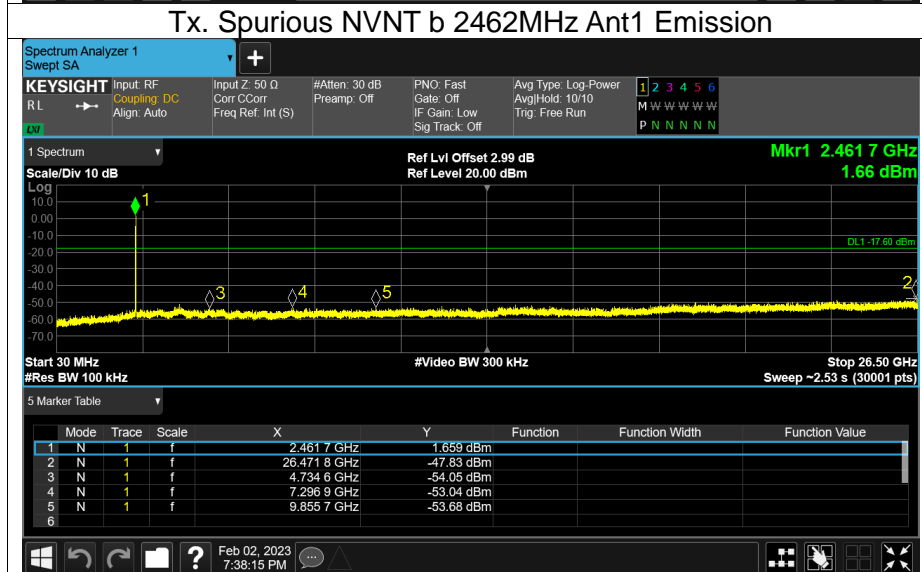 Tx. Spurious NVNT b 2462MHz Ant1 Emission
Spectrum Analyzer 1
Swept SA
+
KEYSIGHT Input: RF Input Z: 50 Ω #Atten: 30 dB PNO: Fast Avg Type: Log-Power 1 2 3 4 5 6
R L Coupling: DC Corr CCorr Preamp: Off Gate: Off Avg|Hold: 10/10 M W W W W W
Align: Auto Freq Ref: Int (S) IF Gain: Low Trig: Free Run
LXI Sig Track: Off P N N N N N
1 Spectrum Ref Lvl Offset 2.99 dB Mkr1 2.461 7 GHz
Scale/Div 10 dB Ref Level 20.00 dBm 1.66 dBm
Log
10.0 1
0.00
-10.0
DL1 -17.60 dBm
-20.0
-30.0
-40.0 2
3 4 5
-50.0
-60.0
-70.0
Start 30 MHz #Video BW 300 kHz Stop 26.50 GHz
#Res BW 100 kHz Sweep ~2.53 s (30001 pts)
5 Marker Table
Mode Trace Scale X Y Function Function Width Function Value
1 N 1 f 2.461 7 GHz 1.659 dBm
2 N 1 f 26.471 8 GHz -47.83 dBm
3 N 1 f 4.734 6 GHz -54.05 dBm
4 N 1 f 7.296 9 GHz -53.04 dBm
5 N 1 f 9.855 7 GHz -53.68 dBm
6
? Feb 02, 2023
7:38:15 PM